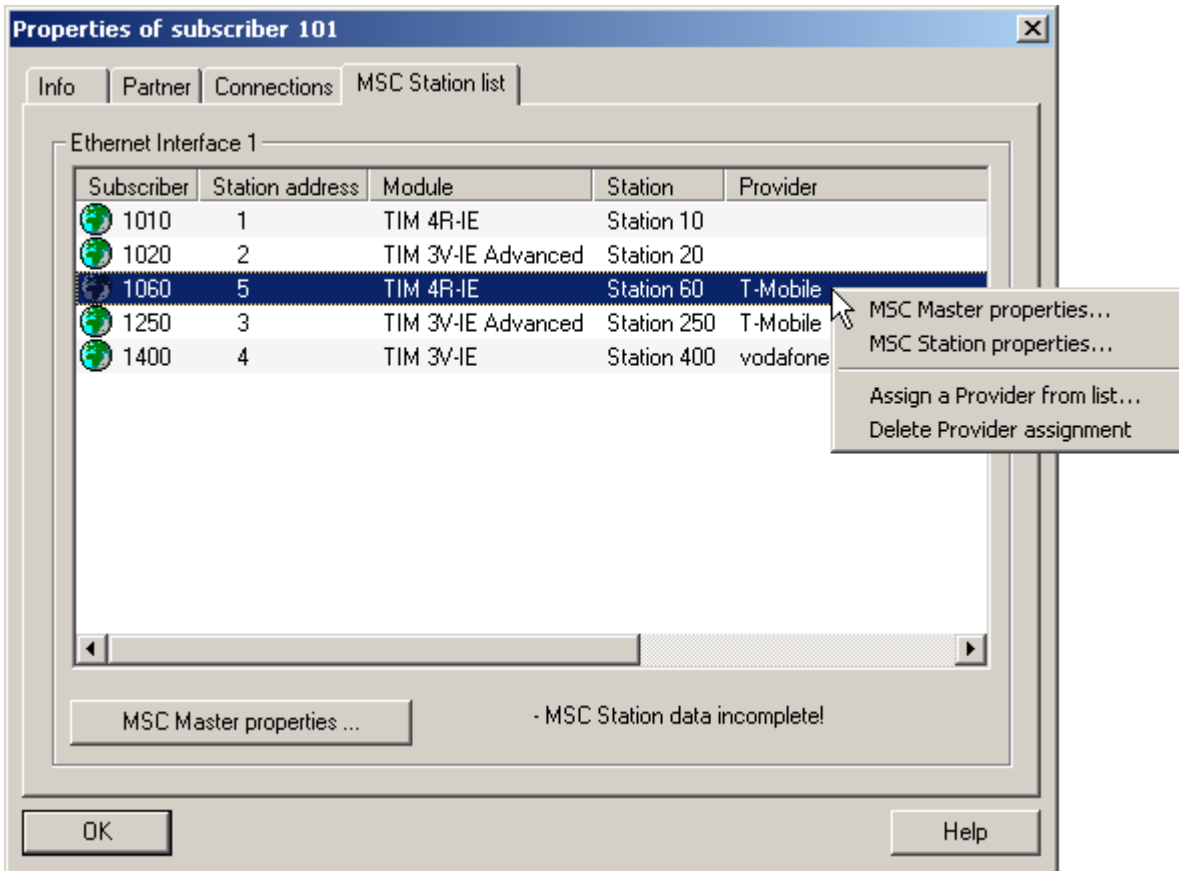 Properties of subscriber 101
Info Partner Connections MSC Station list
Ethernet Interface 1
Subscriber Station address Module Station Provider
1010 1 TIM 4R-IE Station 10
1020 2 TIM 3V-IE Advanced Station 20
1060 5 TIM 4R-IE Station 60 T-Mobile
1250 3 TIM 3V-IE Advanced Station 250 T-Mobile
1400 4 TIM 3V-IE Station 400 vodafone
MSC Master properties...
MSC Station properties...
Assign a Provider from list...
Delete Provider assignment
MSC Master properties ... - MSC Station data incomplete!
OK Help